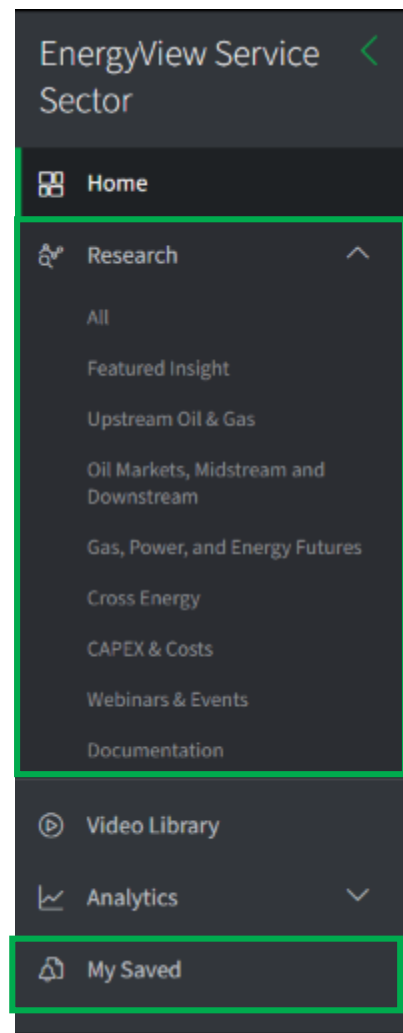 EnergyView Service
Sector
Home
Research
All
Featured Insight
Upstream Oil & Gas
Oil Markets, Midstream and
Downstream
Gas, Power, and Energy Futures
Cross Energy
CAPEX & Costs
Webinars & Events
Documentation
Video Library
Analytics
My Saved